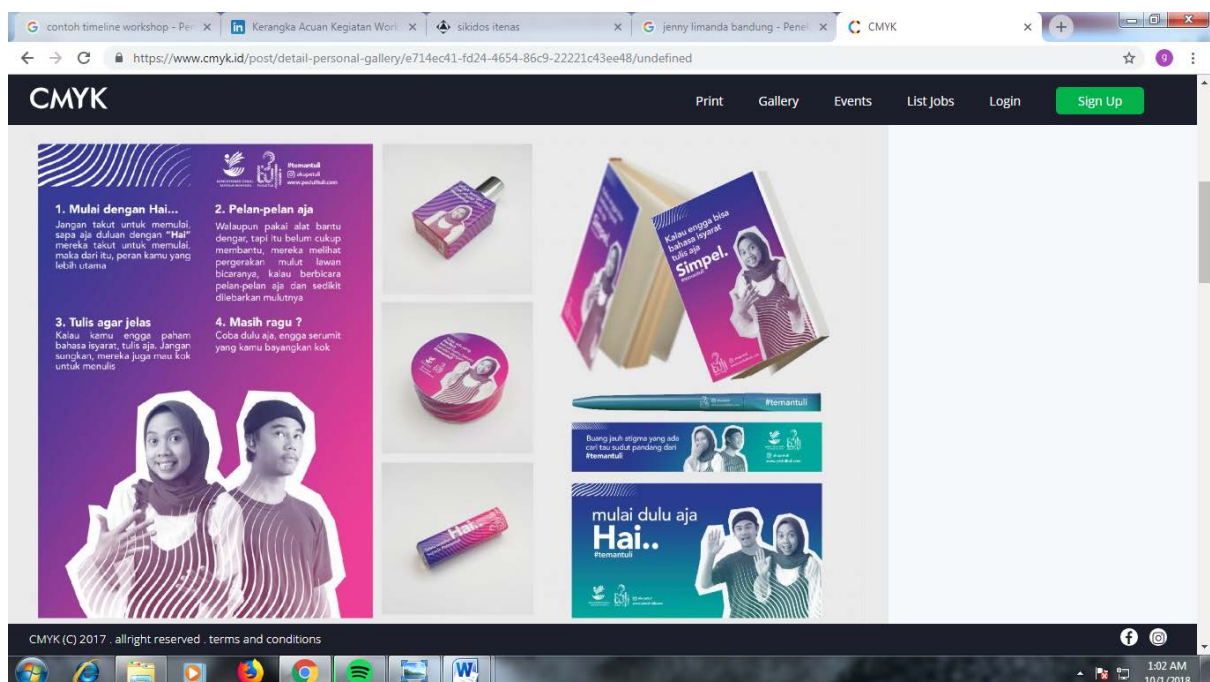 contoh timeline workshop - Pe
Kerangka Acuan Kegiatan Work
sikidos itenas
jenny limanda bandung - Penel
CMYK
https://www.cmyk.id/post/detail-personal-gallery/e714ec41-fd24-4654-86c9-22221c43ee48/undefined
CMYK
Print
Gallery
Events
List Jobs
Login
Sign Up
#temantuli
www.pedulituli.com
1. Mulai dengan Hai...
Jangan takut untuk memulai,
sapa aja duluan dengan "Hai"
mereka takut untuk memulai,
maka dari itu, peran kamu yang
lebih utama
2. Pelan-pelan aja
Walaupun pakai alat bantu
dengar, tapi itu belum cukup
membantu, mereka melihat
pergerakan mulut lawan
bicaranya, kalau berbicara
pelan-pelan aja dan sedikit
dilebarkan mulutnya
3. Tulis agar jelas
Kalau kamu engga paham
bahasa isyarat, tulis aja. Jangan
sungkan, mereka juga mau kok
untuk menulis
4. Masih ragu ?
Coba dulu aja, engga serumit
yang kamu bayangkan kok
Hai..
Kalau engga bisa
bahasa isyarat
tulis aja
Simpel.
#temantuli
#temantuli
Buang jauh stigma yang ada
cari tau sudut pandang dari
#temantuli
mulai dulu aja
Hai..
#temantuli
CMYK (C) 2017 . allright reserved . terms and conditions
1:02 AM
10/1/2018